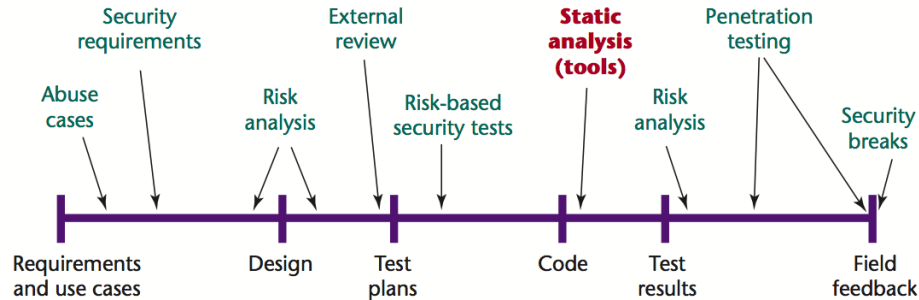 Security
requirements
External
review
Static
analysis
(tools)
Penetration
testing
Abuse
cases
Risk
analysis
Risk-based
security tests
Risk
analysis
Security
breaks
Requirements
and use cases
Design
Test
plans
Code
Test
results
Field
feedback